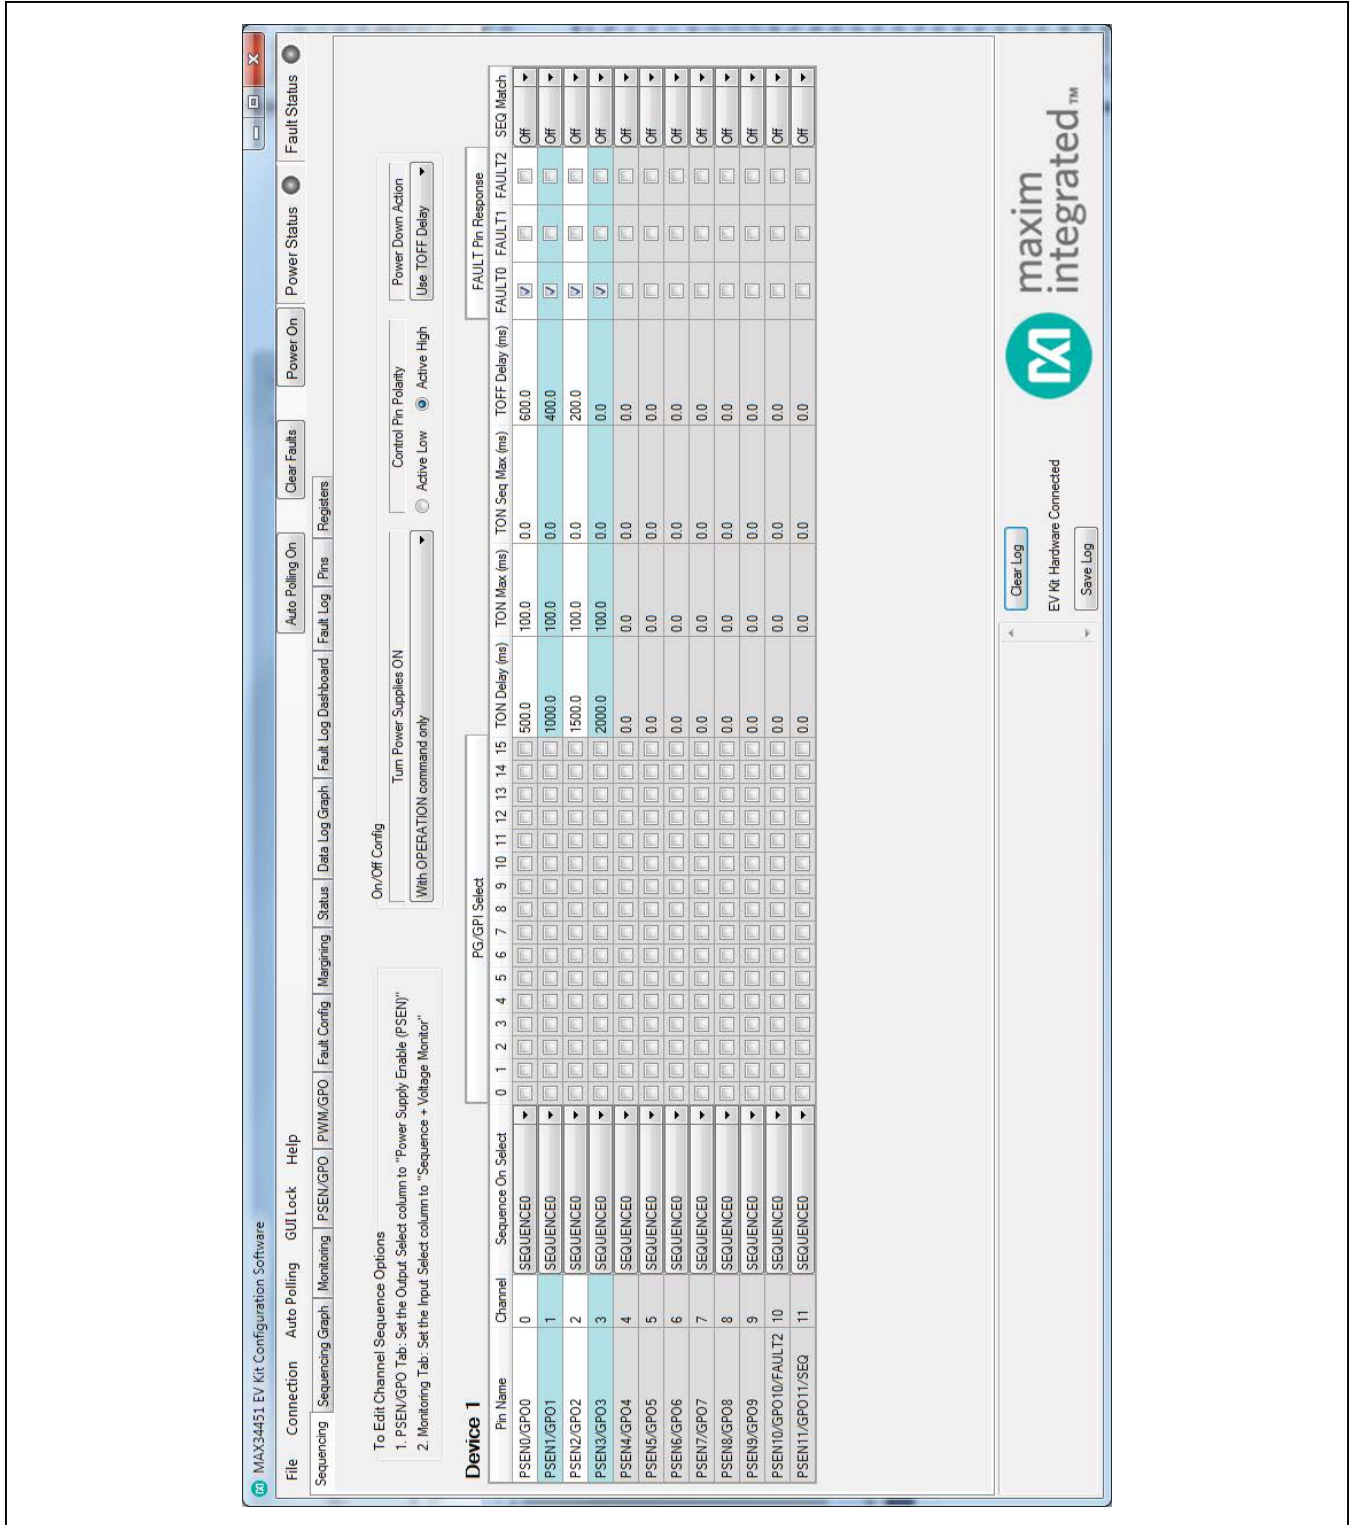 MAX34451 EV Kit Configuration Software
File Connection Auto Polling GUI Lock Help Auto Polling On Clear Faults Power On Power Status Fault Status
Sequencing Sequencing Graph Monitoring PSEN/GPO PWM/GPO Fault Config Margining Status Data Log Graph Fault Log Dashboard Fault Log Pins Registers
To Edit Channel Sequence Options
1. PSEN/GPO Tab: Set the Output Select column to "Power Supply Enable (PSEN)"
2. Monitoring Tab: Set the Input Select column to "Sequence + Voltage Monitor"
On/Off Config
Turn Power Supplies ON Control Pin Polarity Power Down Action
With OPERATION command only Active Low Active High Use TOFF Delay
Device 1
PG/GPI Select FAULT Pin Response
Pin Name Channel Sequence On Select 0 1 2 3 4 5 6 7 8 9 10 11 12 13 14 15 TON Delay (ms) TON Max (ms) TON Seq Max (ms) TOFF Delay (ms) FAULT0 FAULT1 FAULT2 SEQ Match
PSEN0/GPO0 0 SEQUENCE0 500.0 100.0 0.0 600.0 Off
PSEN1/GPO1 1 SEQUENCE0 1000.0 100.0 0.0 400.0 Off
PSEN2/GPO2 2 SEQUENCE0 1500.0 100.0 0.0 200.0 Off
PSEN3/GPO3 3 SEQUENCE0 2000.0 100.0 0.0 0.0 Off
PSEN4/GPO4 4 SEQUENCE0 0.0 0.0 0.0 0.0 Off
PSEN5/GPO5 5 SEQUENCE0 0.0 0.0 0.0 0.0 Off
PSEN6/GPO6 6 SEQUENCE0 0.0 0.0 0.0 0.0 Off
PSEN7/GPO7 7 SEQUENCE0 0.0 0.0 0.0 0.0 Off
PSEN8/GPO8 8 SEQUENCE0 0.0 0.0 0.0 0.0 Off
PSEN9/GPO9 9 SEQUENCE0 0.0 0.0 0.0 0.0 Off
PSEN10/GPO10/FAULT2 10 SEQUENCE0 0.0 0.0 0.0 0.0 Off
PSEN11/GPO11/SEQ 11 SEQUENCE0 0.0 0.0 0.0 0.0 Off
Clear Log
EV Kit Hardware Connected
Save Log
maxim
integrated™